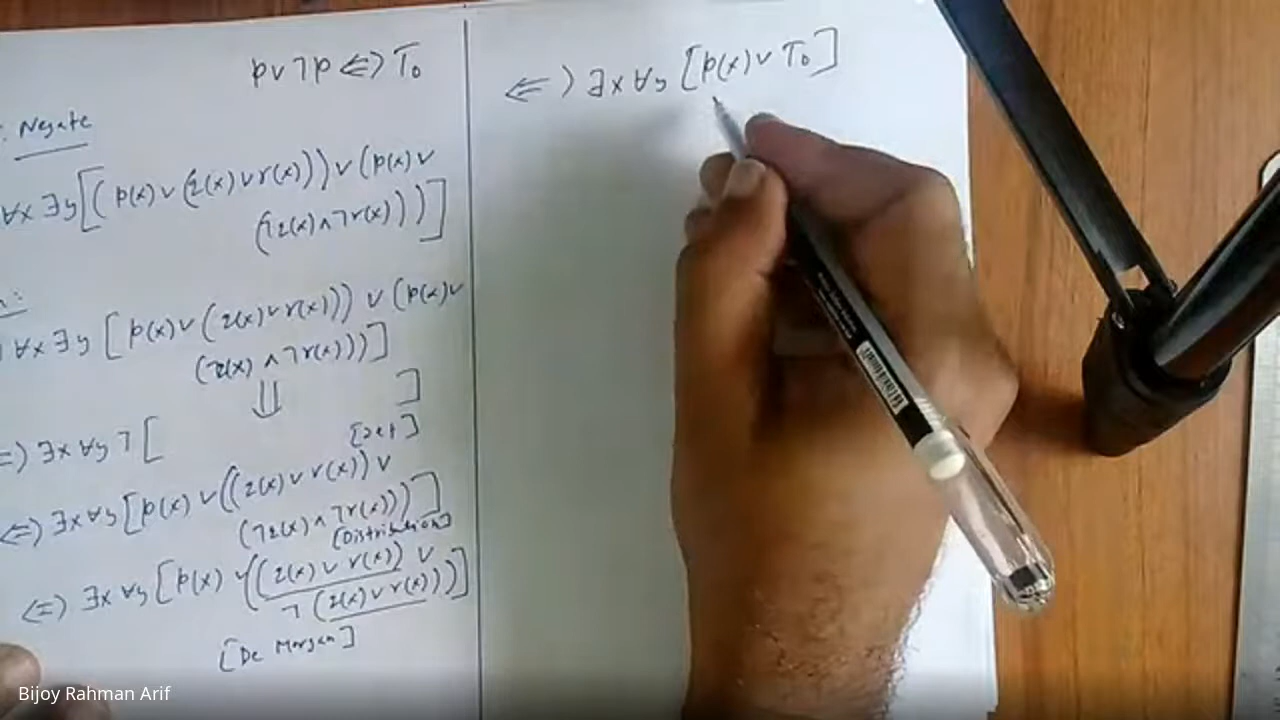 p∨¬p ⇔ T₀
: Negate
∀x ∃y[(p(x)∨(q(x)∨r(x)))∨(p(x)∨
(¬q(x)∧¬r(x)))]
n:
¬∀x ∃y [p(x)∨(q(x)∨r(x))) ∨ (p(x)∨
(¬q(x) ∧¬r(x)))]
⇓ ]
⇔) ∃x ∀y ¬ [
⇔) ∃x ∀y[p(x) ∨((q(x) ∨ r(x)) ∨
(¬q(x) ∧ ¬r(x)))]
[Distribution]
⇔) ∃x ∀y [p(x) ∨((q(x) ∨ r(x)) ∨
¬ (q(x) ∨ r(x)))]
[De Morgan]
⇔) ∃x ∀y [p(x) ∨ T₀]
Bijoy Rahman Arif